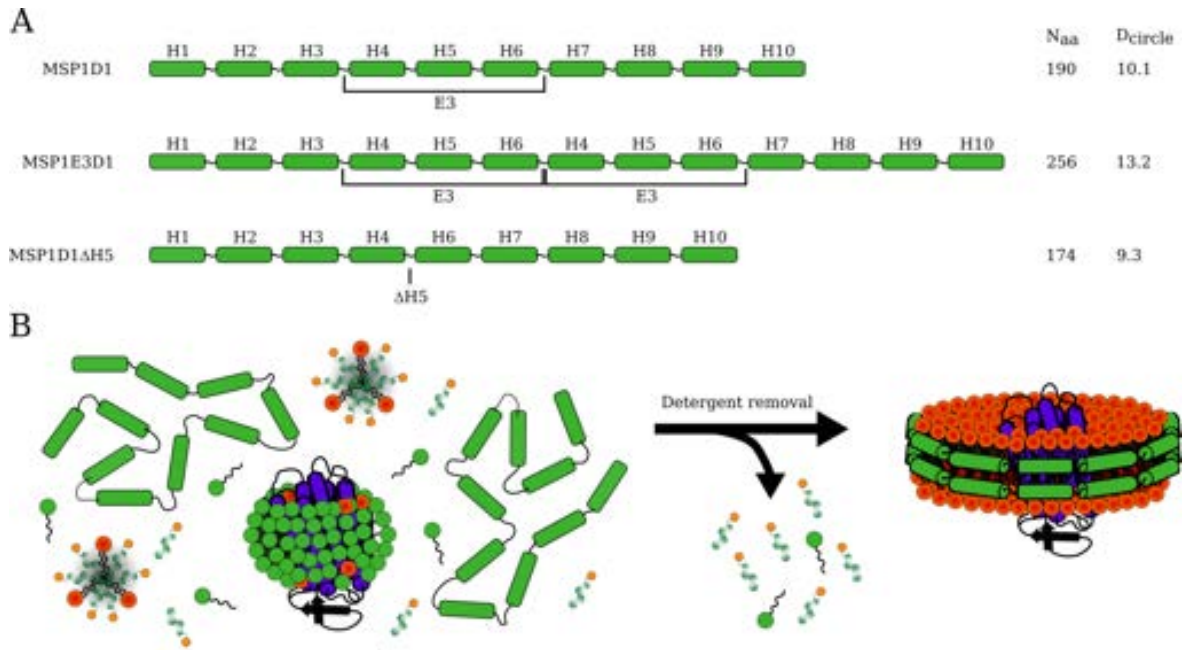 A
N_aa D_circle
H1 H2 H3 H4 H5 H6 H7 H8 H9 H10
MSP1D1 190 10.1
E3
H1 H2 H3 H4 H5 H6 H4 H5 H6 H7 H8 H9 H10
MSP1E3D1 256 13.2
E3 E3
H1 H2 H3 H4 H6 H7 H8 H9 H10
MSP1D1ΔH5 174 9.3
ΔH5
B
Detergent removal